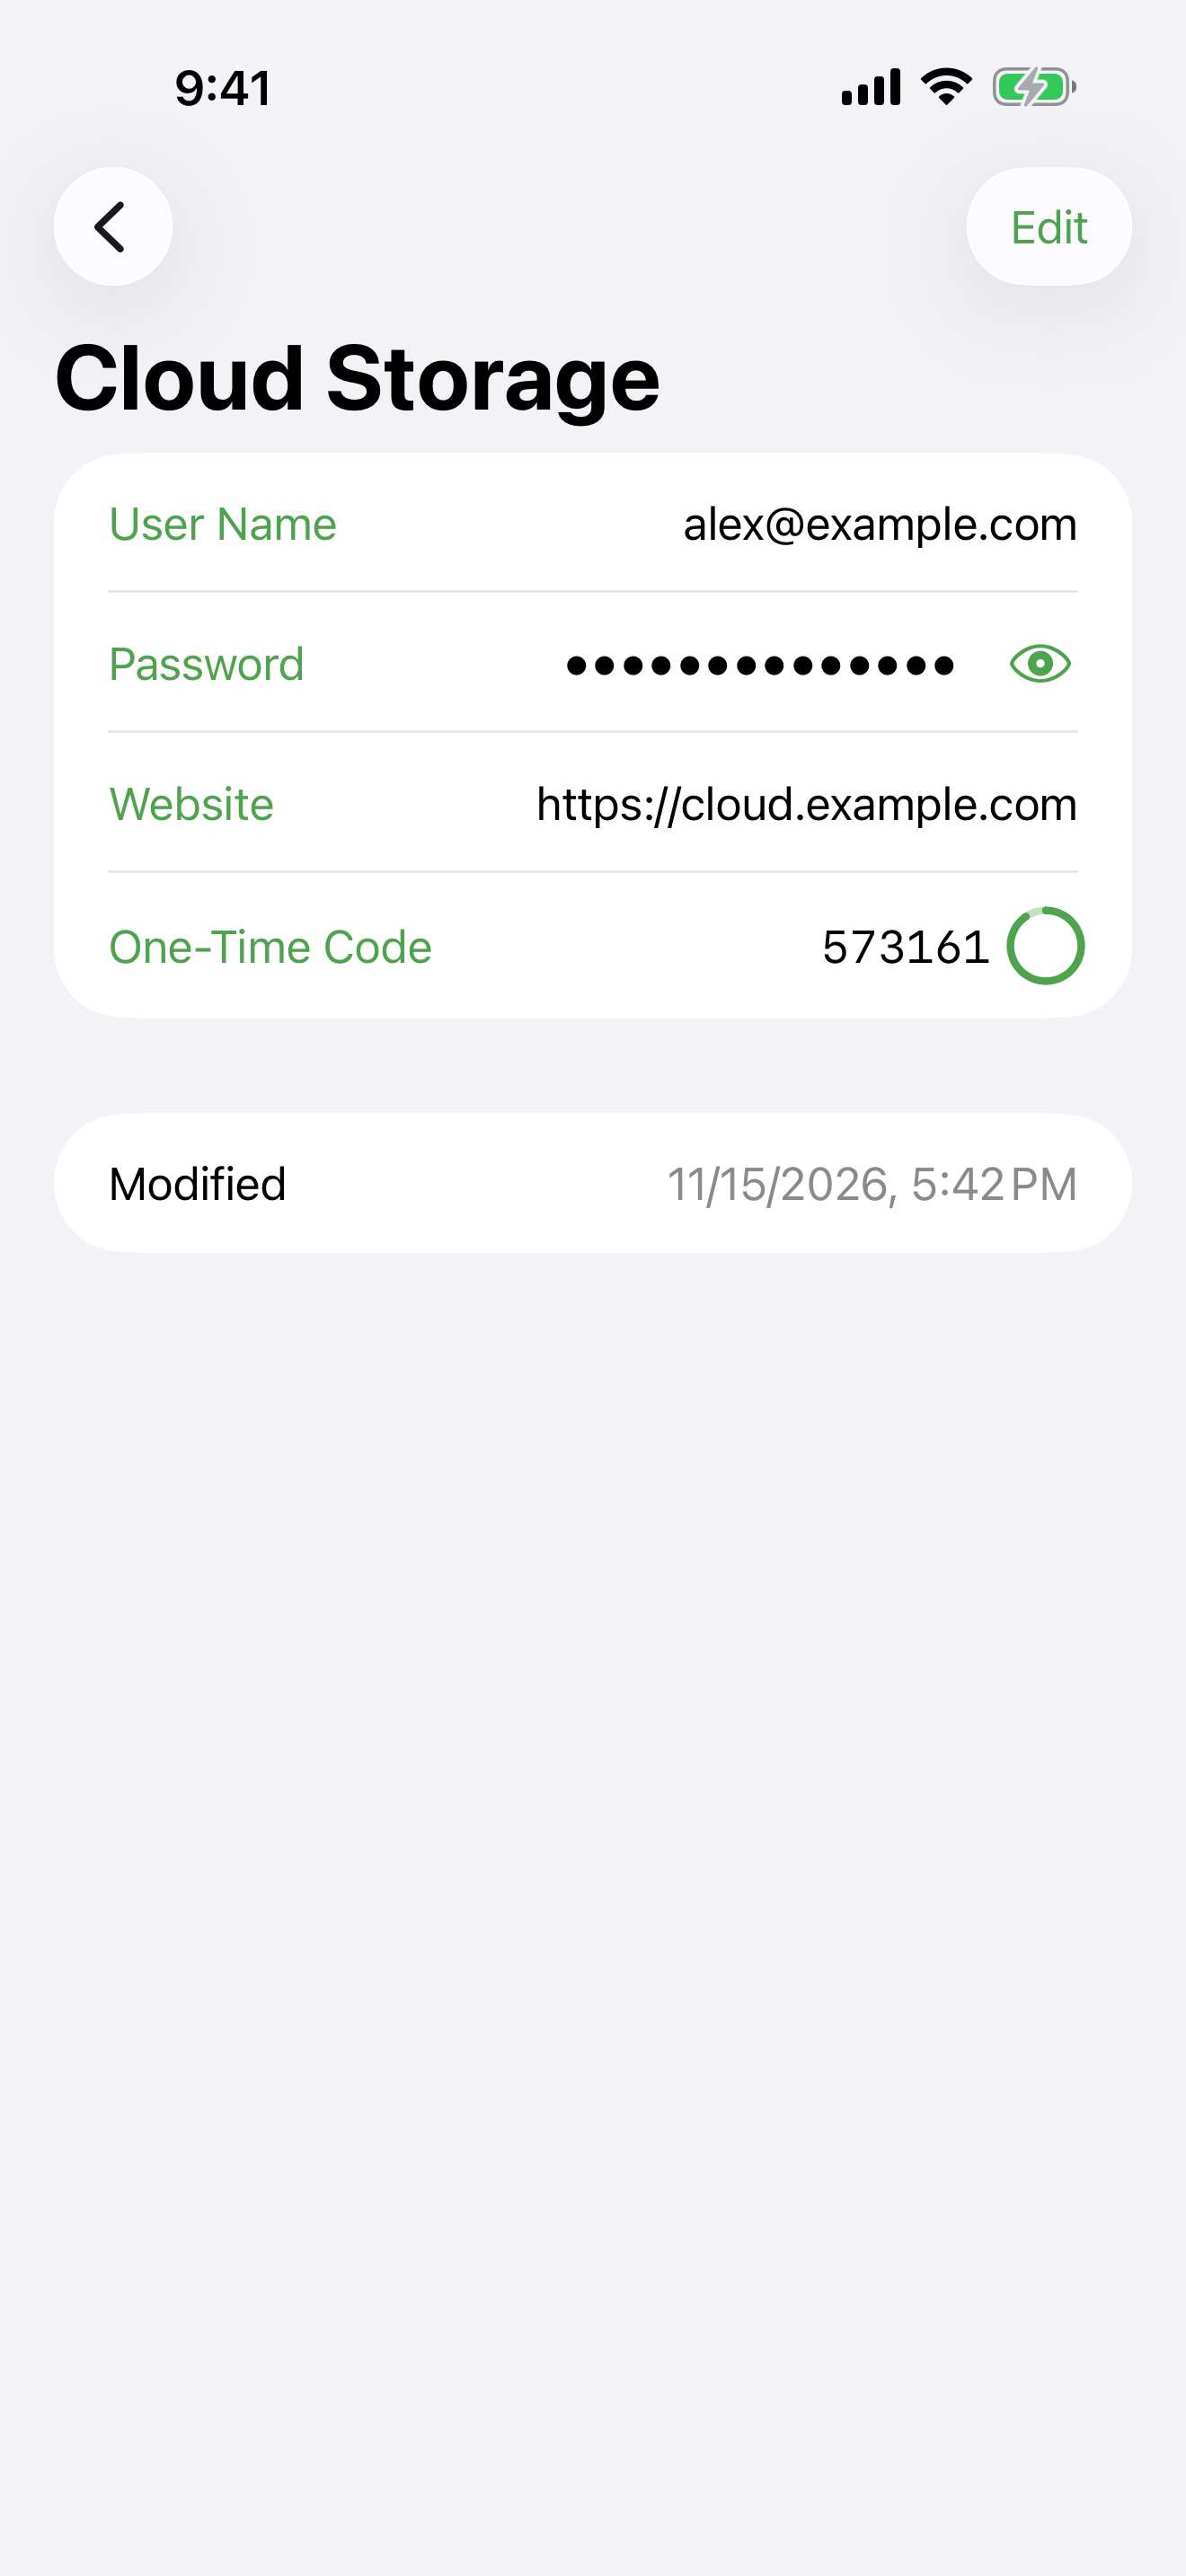 9:41
Edit
Cloud Storage
User Name alex@example.com
Password ••••••••••••••
Website https://cloud.example.com
One-Time Code 573161
Modified 11/15/2026, 5:42 PM